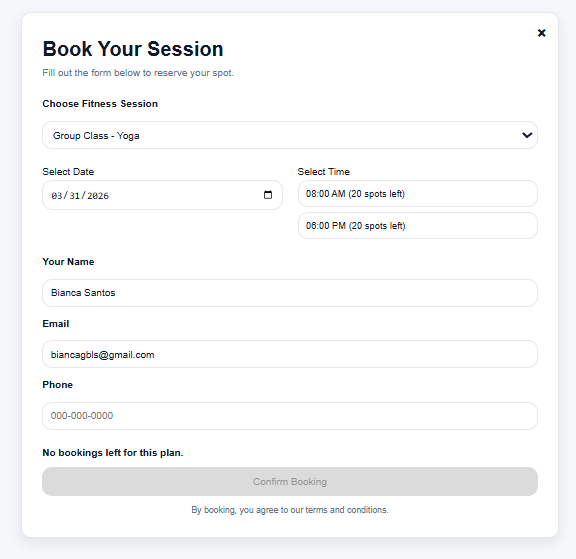 ×
Book Your Session
Fill out the form below to reserve your spot.
Choose Fitness Session
Group Class - Yoga
Select Date
03/31/2026
Select Time
08:00 AM (20 spots left)
06:00 PM (20 spots left)
Your Name
Bianca Santos
Email
biancagbls@gmail.com
Phone
000-000-0000
No bookings left for this plan.
Confirm Booking
By booking, you agree to our terms and conditions.